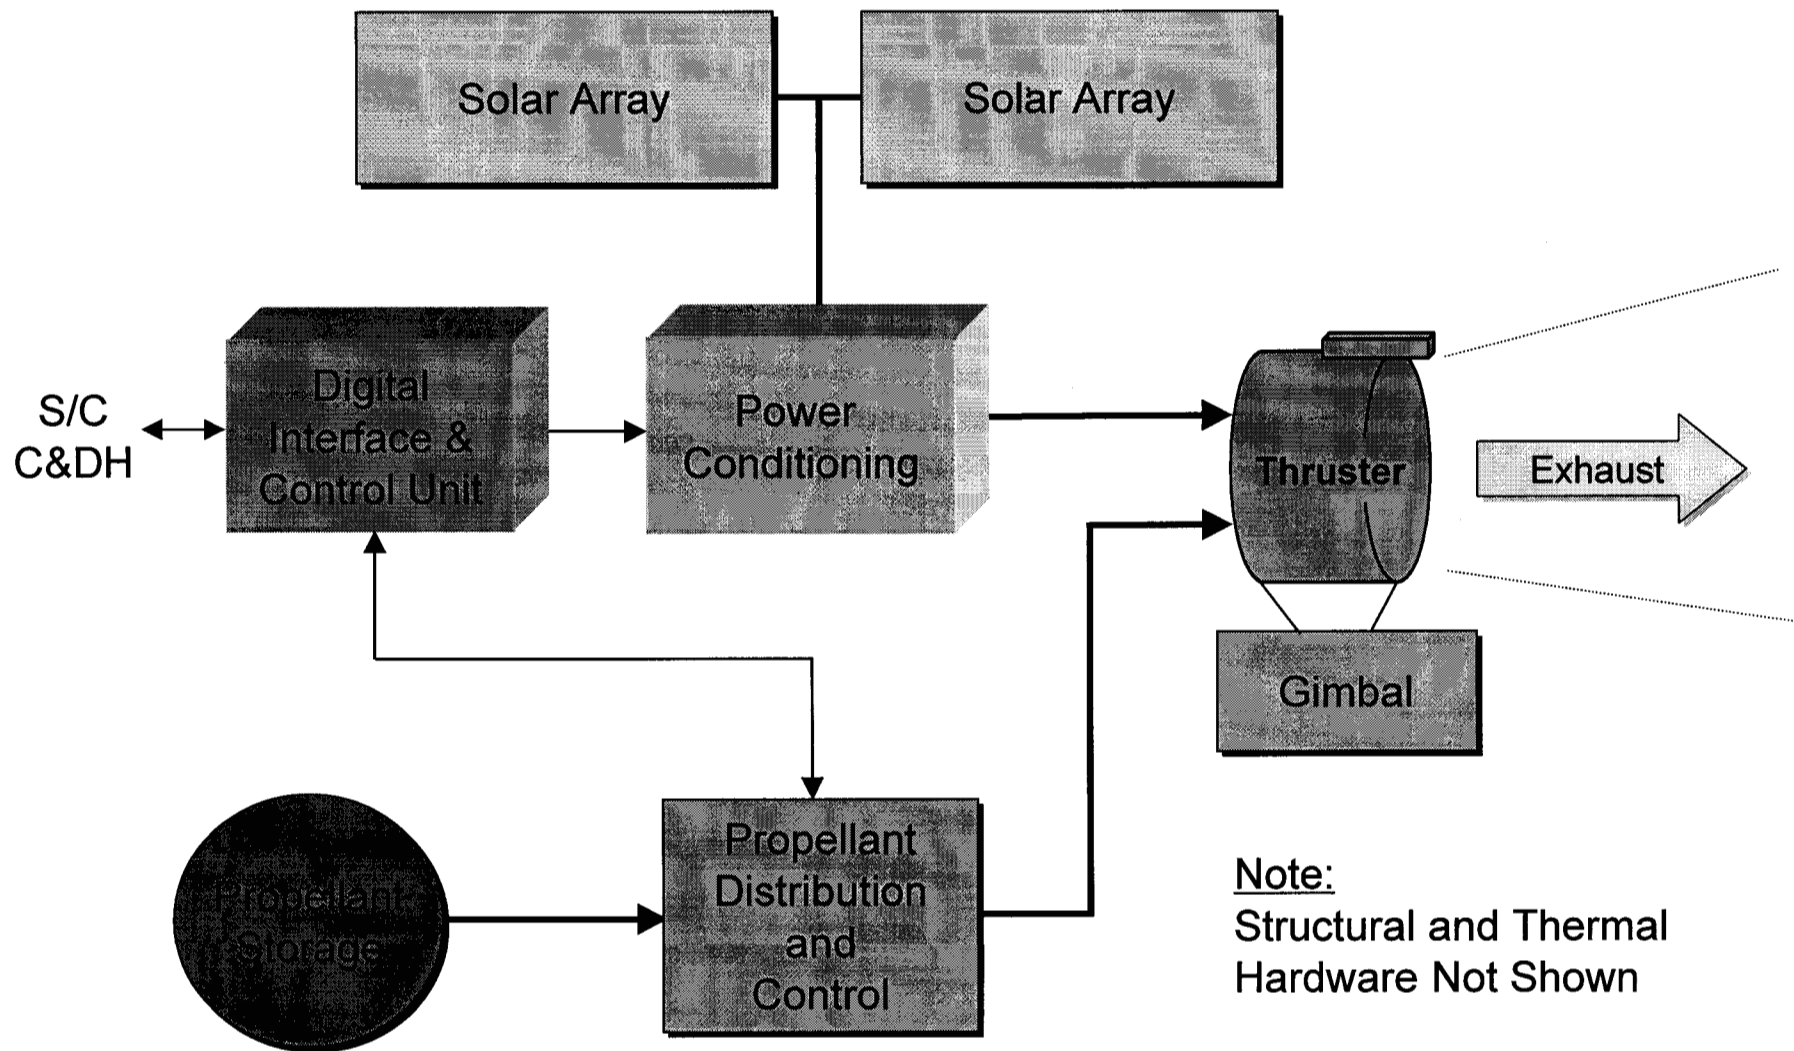 Solar Array
Solar Array
S/C
C&DH
Digital
Interface &
Control Unit
Power
Conditioning
Thruster
Exhaust
Gimbal
Propellant
Storage
Propellant
Distribution
and
Control
Note:
Structural and Thermal
Hardware Not Shown